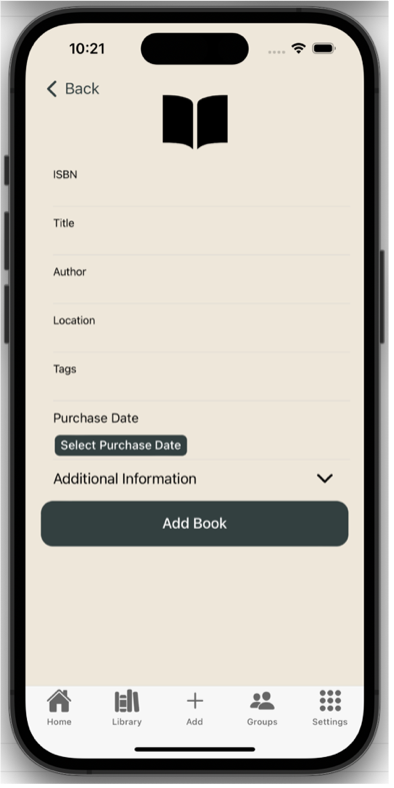 10:21
Back
ISBN
Title
Author
Location
Tags
Purchase Date
Select Purchase Date
Additional Information
Add Book
Home Library Add Groups Settings